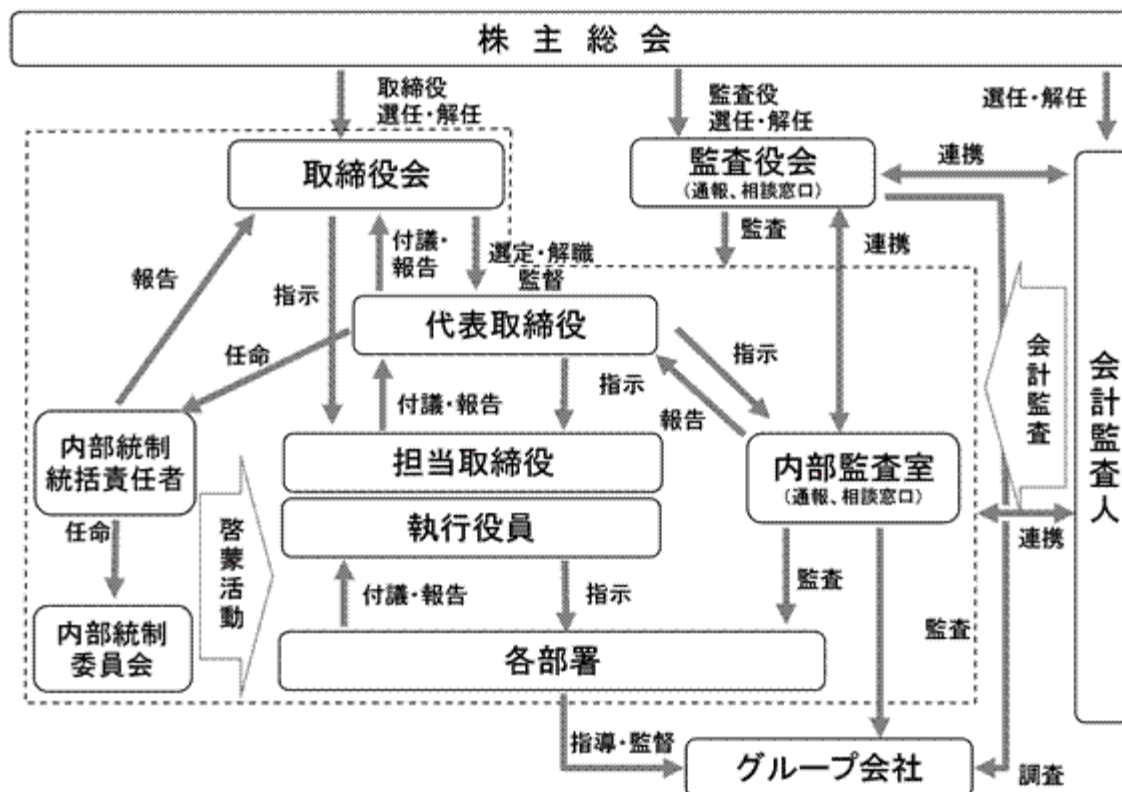 株主総会
取締役
選任・解任
監査役
選任・解任
選任・解任
取締役会
監査役会
(通報、相談窓口)
連携
報告
指示
付議・
報告
選定・解職
監督
監査
連携
代表取締役
任命
指示
指示
報告
付議・報告
会計監査
会計監査人
内部統制
統括責任者
担当取締役
内部監査室
(通報、相談窓口)
執行役員
連携
任命
啓蒙活動
付議・報告
指示
監査
監査
内部統制
委員会
各部署
指導・監督
グループ会社
調査